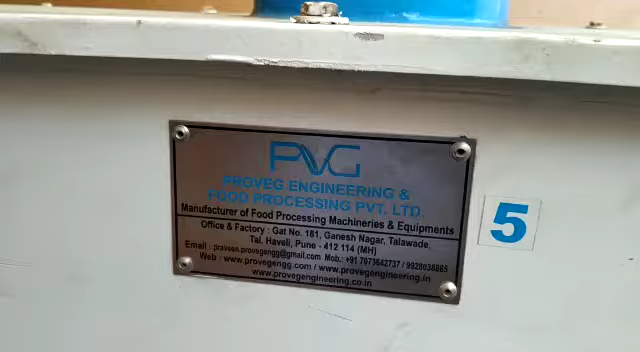 PVG
PROVEG ENGINEERING &
FOOD PROCESSING PVT. LTD.
Manufacturer of Food Processing Machineries & Equipments
Office & Factory : Gat No. 181, Ganesh Nagar, Talawade,
Tal. Haveli, Pune - 412 114 (MH)
Email : praveen.provegengg@gmail.com Mob.: +91 7673642737 / 9928038885
Web : www.provegengg.com / www.provegengineering.in
www.provegengineering.co.in
5